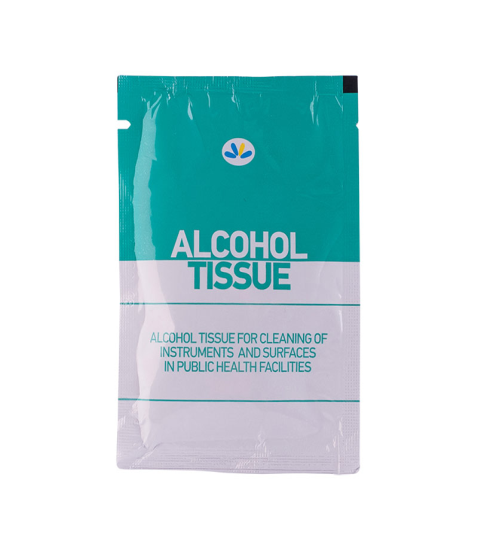 ALCOHOL
TISSUE
ALCOHOL TISSUE FOR CLEANING OF
INSTRUMENTS AND SURFACES
IN PUBLIC HEALTH FACILITIES